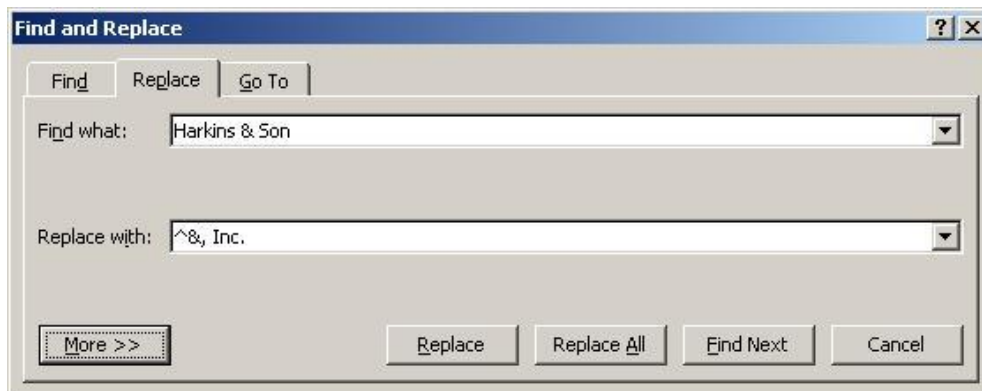 Find and Replace
Find Replace Go To
Find what: Harkins & Son
Replace with: ^&, Inc.
More >> Replace Replace All Find Next Cancel